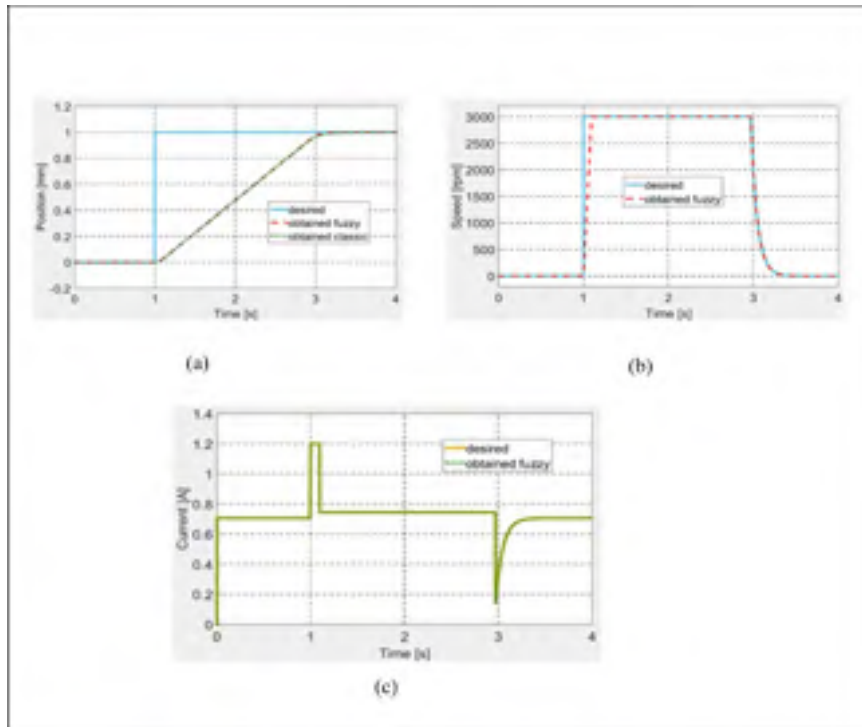 1.2
1
0.8
0.6
0.4
0.2
0
-0.2
Position [mm]
desired
obtained fuzzy
obtained classic
0 1 2 3 4
Time [s]
(a)
3000
2500
2000
1500
1000
500
0
Speed [rpm]
desired
obtained fuzzy
0 1 2 3 4
Time [s]
(b)
1.4
1.2
1
0.8
0.6
0.4
0.2
0
Current [A]
desired
obtained fuzzy
0 1 2 3 4
Time [s]
(c)